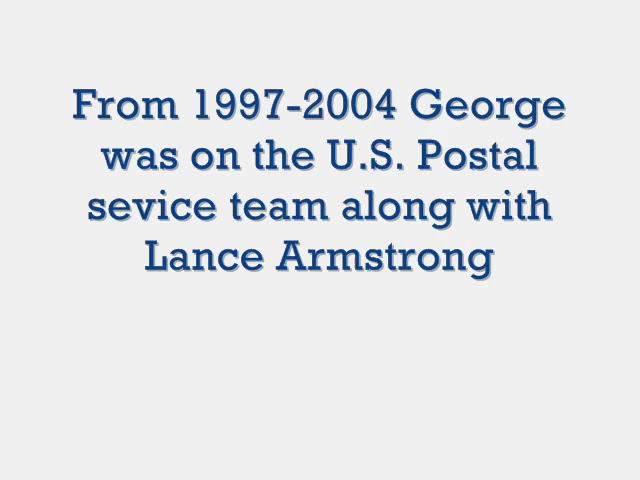 From 1997-2004 George
was on the U.S. Postal
sevice team along with
Lance Armstrong